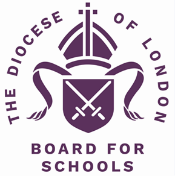 THE DIOCESE OF LONDON
BOARD FOR
SCHOOLS